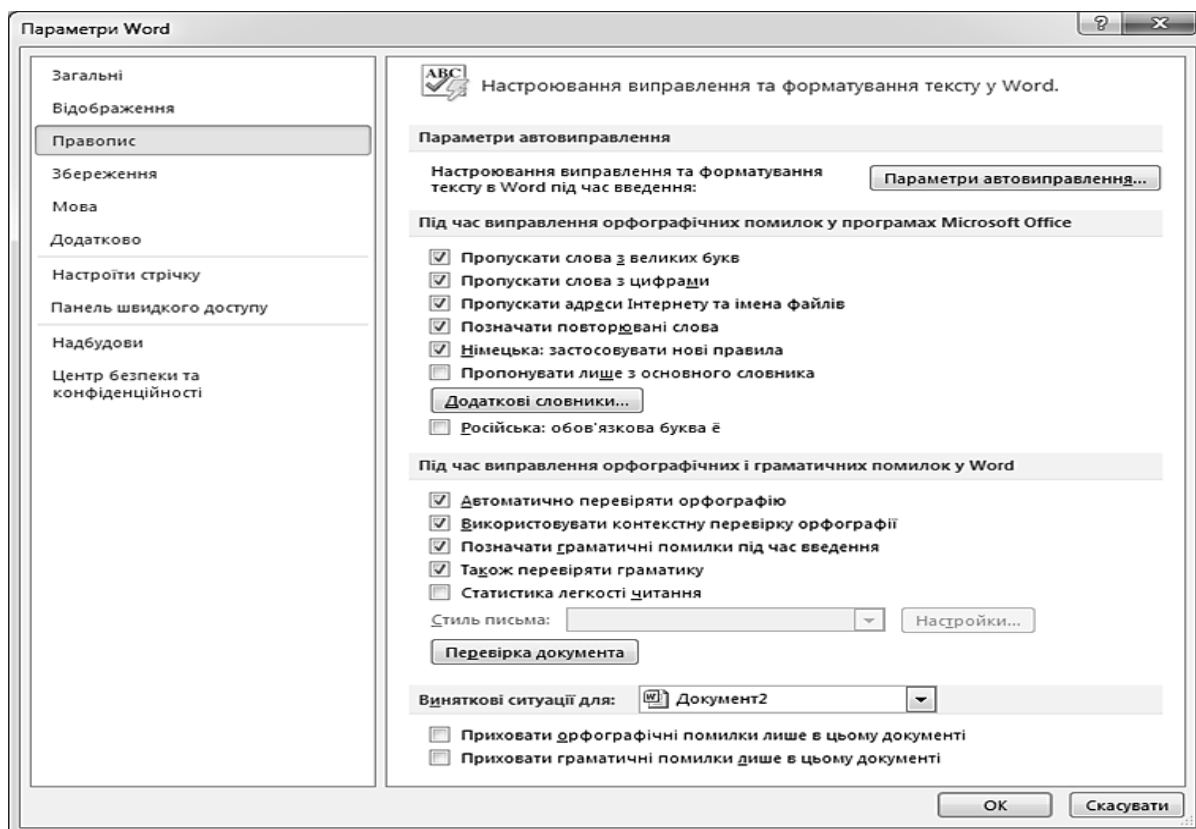 Параметри Word
Загальні
Відображення
Правопис
Збереження
Мова
Додатково
Настроїти стрічку
Панель швидкого доступу
Надбудови
Центр безпеки та
конфіденційності
ABC
Настроювання виправлення та форматування тексту у Word.
Параметри автовиправлення
Настроювання виправлення та форматування
тексту в Word під час введення:
Параметри автовиправлення...
Під час виправлення орфографічних помилок у програмах Microsoft Office
Пропускати слова з великих букв
Пропускати слова з цифрами
Пропускати адреси Інтернету та імена файлів
Позначати повторювані слова
Німецька: застосовувати нові правила
Пропонувати лише з основного словника
Додаткові словники...
Російська: обов'язкова буква ё
Під час виправлення орфографічних і граматичних помилок у Word
Автоматично перевіряти орфографію
Використовувати контекстну перевірку орфографії
Позначати граматичні помилки під час введення
Також перевіряти граматику
Статистика легкості читання
Стиль письма:
Настройки...
Перевірка документа
Виняткові ситуації для:
Документ2
Приховати орфографічні помилки лише в цьому документі
Приховати граматичні помилки лише в цьому документі
ОК
Скасувати